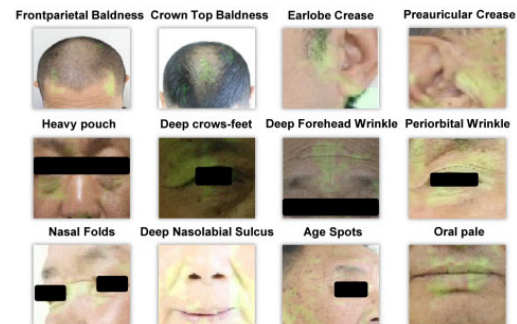 Frontparietal Baldness Crown Top Baldness Earlobe Crease Preauricular Crease
Heavy pouch Deep crows-feet Deep Forehead Wrinkle Periorbital Wrinkle
Nasal Folds Deep Nasolabial Sulcus Age Spots Oral pale